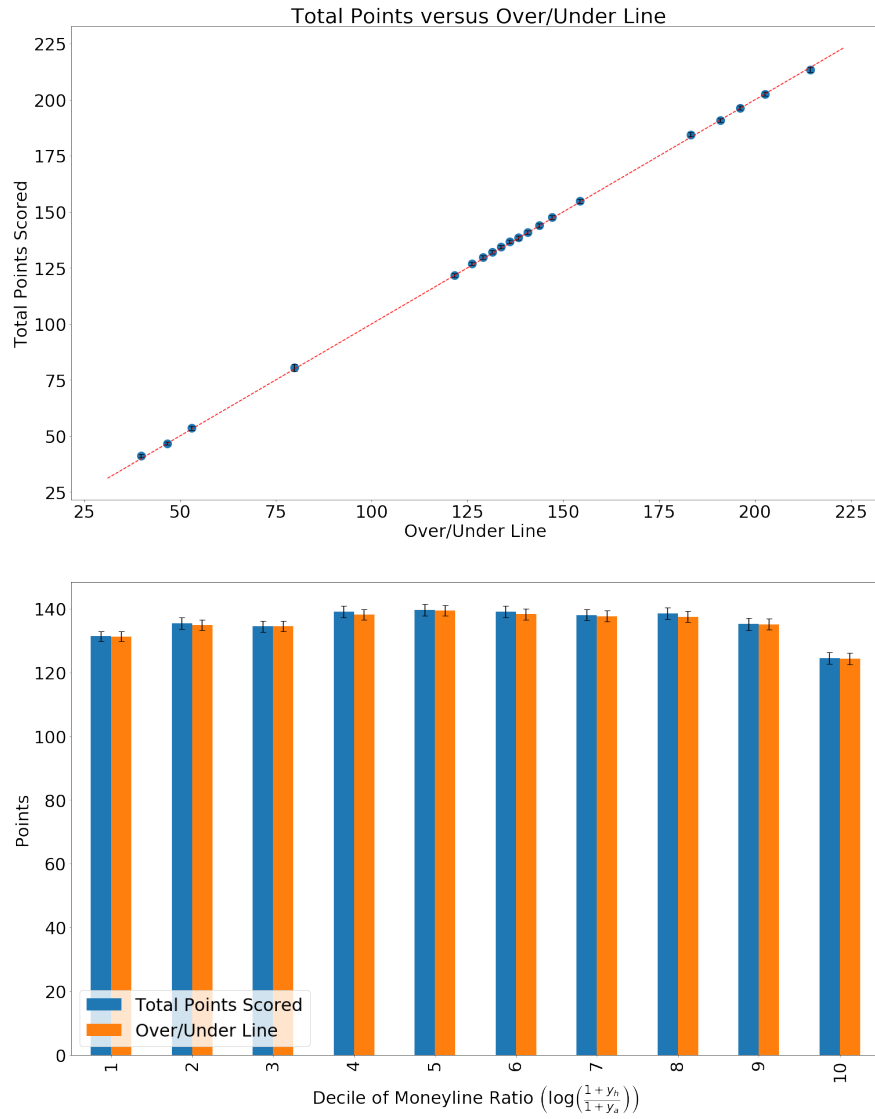 Total Points versus Over/Under Line
Total Points Scored
225
200
175
150
125
100
75
50
25
25 50 75 100 125 150 175 200 225
Over/Under Line
Points
140
120
100
80
60
40
20
0
Total Points Scored
Over/Under Line
1 2 3 4 5 6 7 8 9 10
Decile of Moneyline Ratio (log(\frac{1+y_h}{1+y_a}))